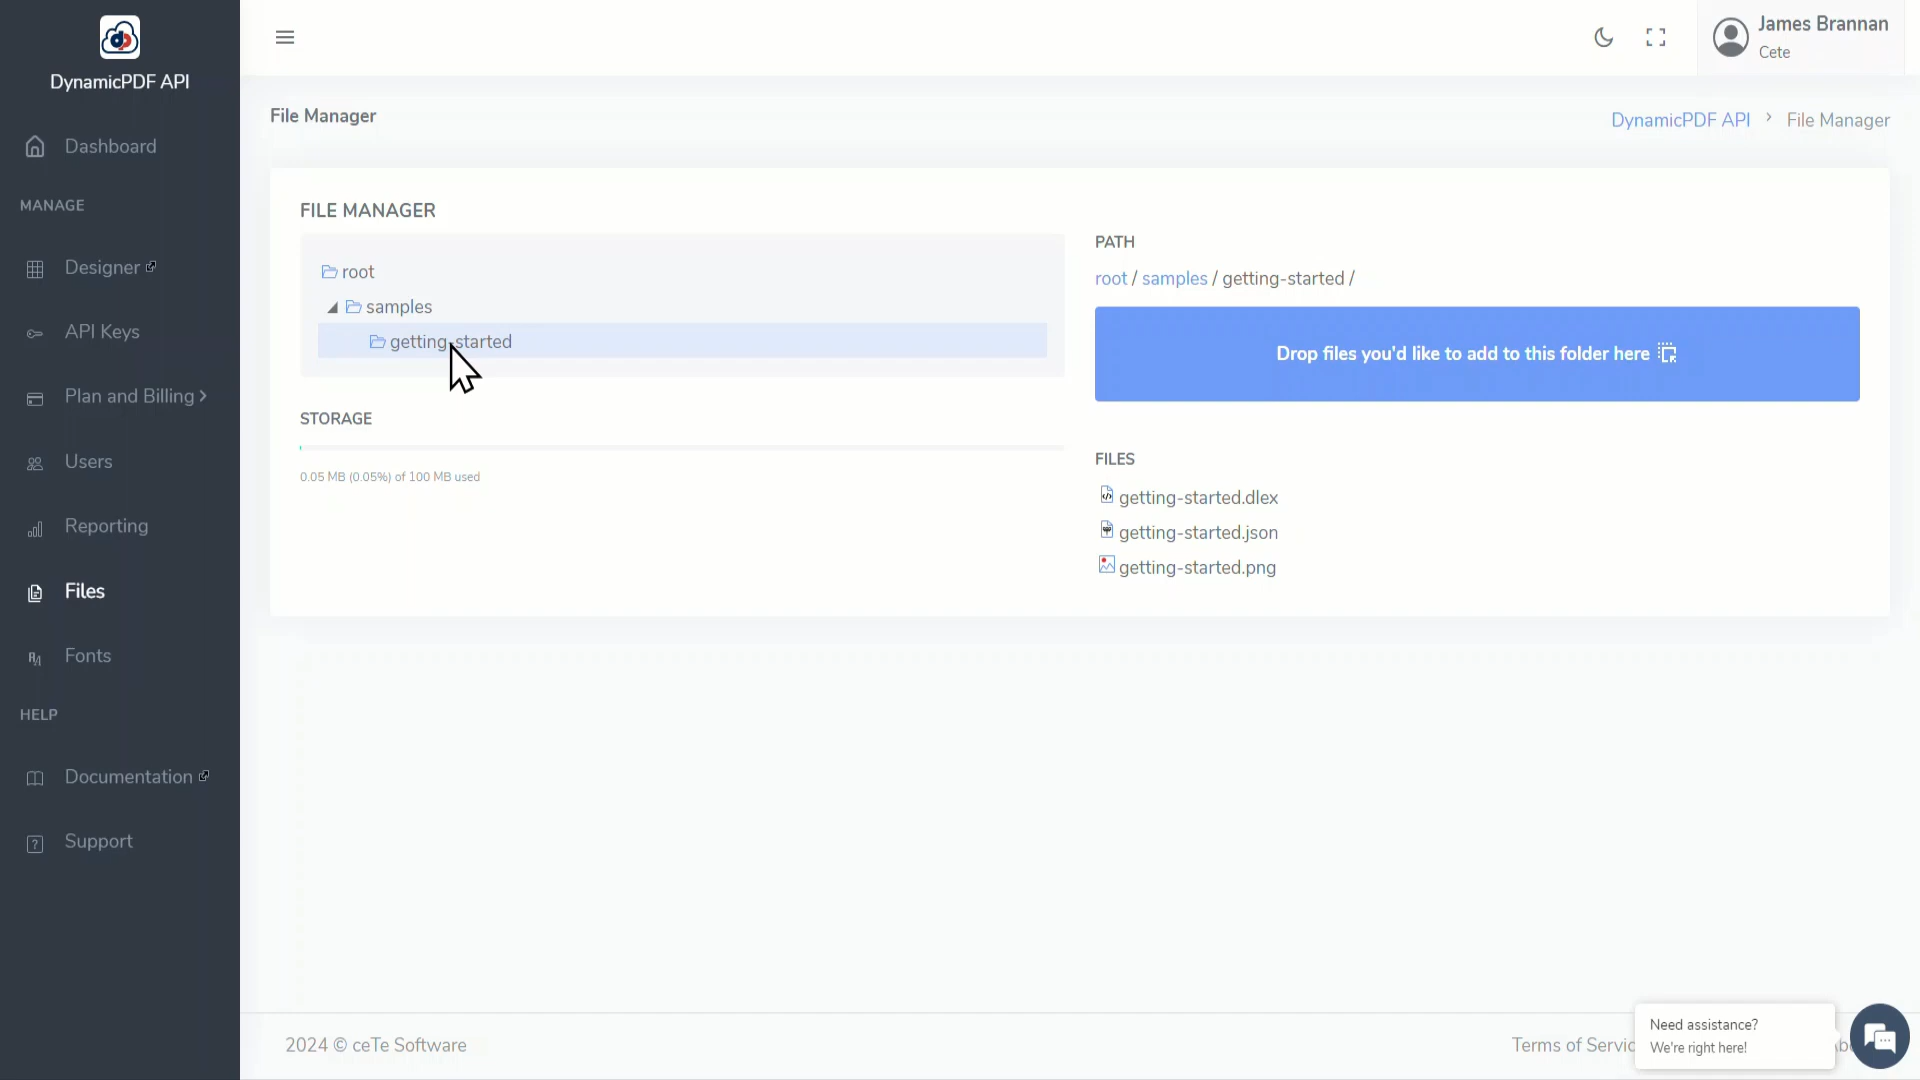 DynamicPDF API
Dashboard
MANAGE
Designer
API Keys
Plan and Billing
Users
Reporting
Files
Fonts
HELP
Documentation
Support
James Brannan
Cete
File Manager
DynamicPDF API > File Manager
FILE MANAGER
root
samples
getting-started
STORAGE
0.05 MB (0.05%) of 100 MB used
PATH
root / samples / getting-started /
Drop files you'd like to add to this folder here
FILES
getting-started.dlex
getting-started.json
getting-started.png
2024 © ceTe Software
Terms of
Need assistance?
We're right here!